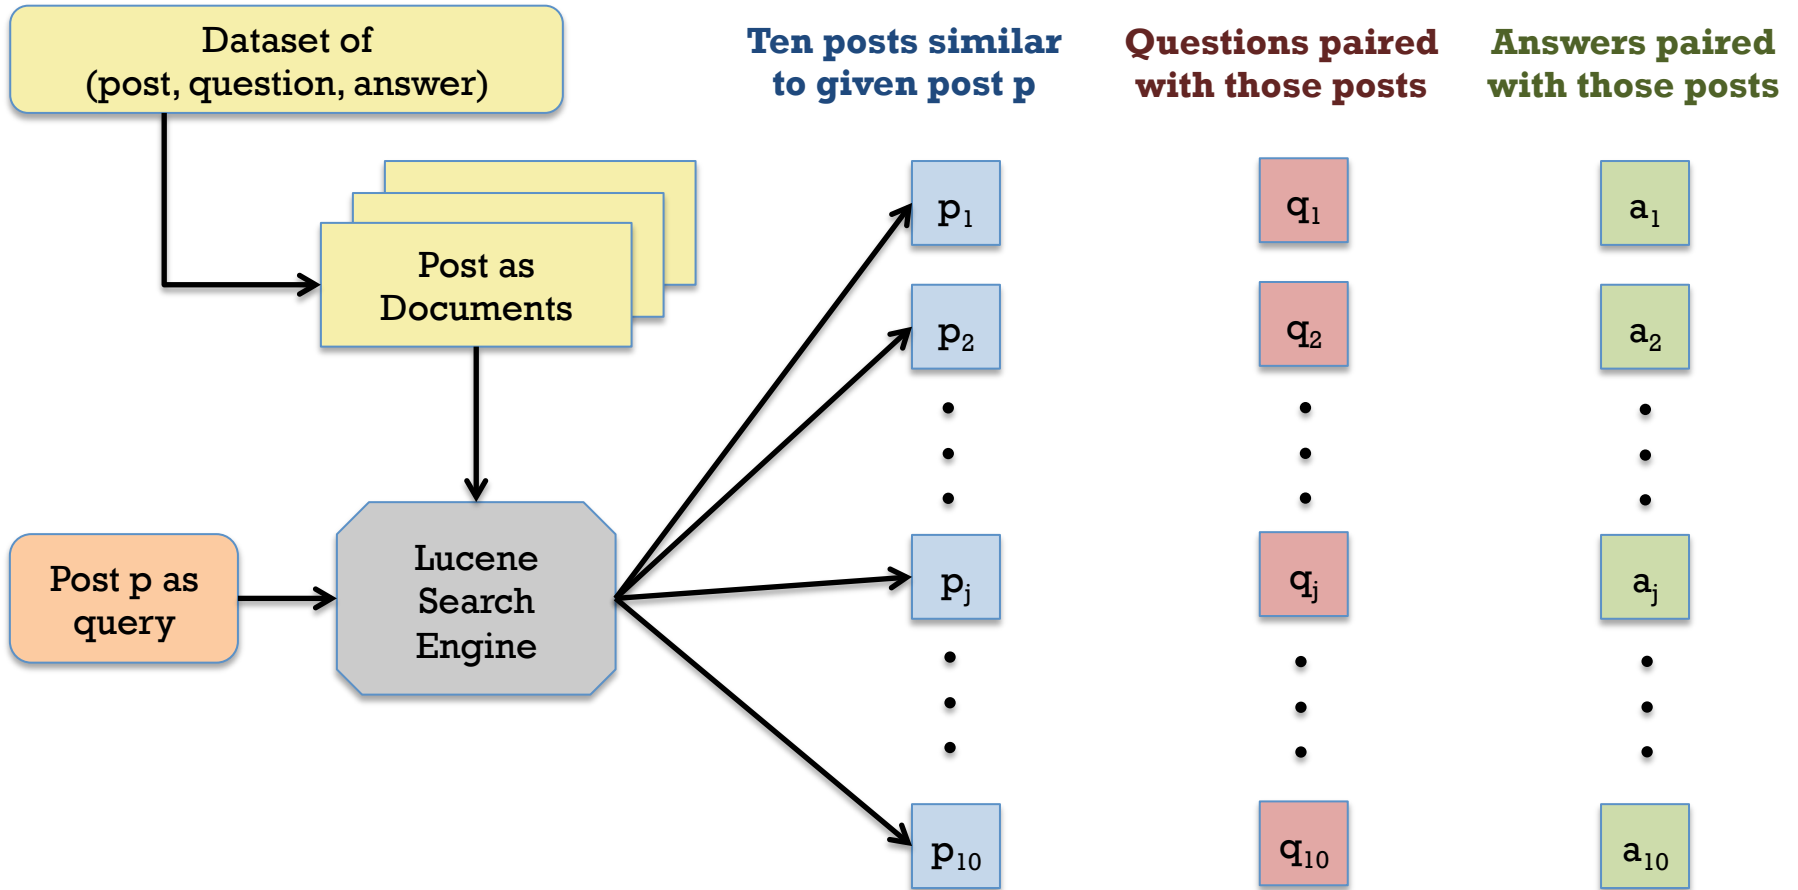 Dataset of
(post, question, answer)
Ten posts similar
to given post p
Questions paired
with those posts
Answers paired
with those posts
Post as
Documents
Post p as
query
Lucene
Search
Engine
p₁
q₁
a₁
p₂
q₂
a₂
pⱼ
qⱼ
aⱼ
p₁₀
q₁₀
a₁₀